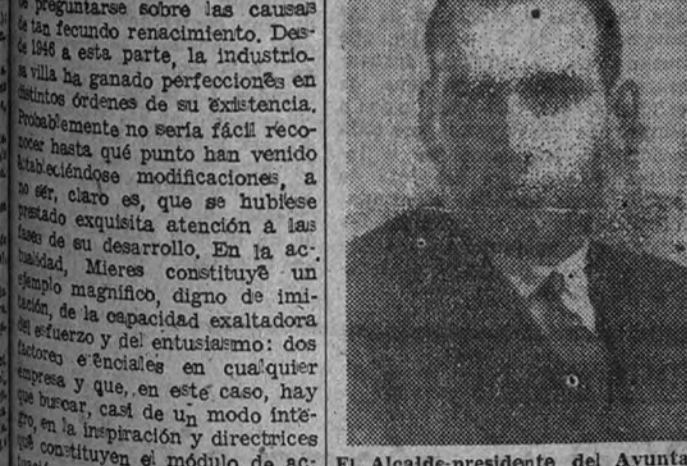 se preguntarse sobre las causas
de tan fecundo renacimiento. Des-
de 1946 a esta parte, la industrio-
sa villa ha ganado perfecciones en
distintos órdenes de su existencia.
Probablemente no sería fácil reco-
nocer hasta qué punto han venido
estableciéndose modificaciones, a
no ser, claro es, que se hubiese
prestado exquisita atención a las
fases de su desarrollo. En la ac-
tualidad, Mieres constituye un
ejemplo magnífico, digno de imi-
tación, de la capacidad exaltadora
del esfuerzo y del entusiasmo: dos
factores esenciales en cualquier
empresa y que, en este caso, hay
que buscar, casi de un modo ínte-
gro, en la inspiración y directrices
que constituyen el módulo de ac-
El Alcalde-presidente del Ayunta